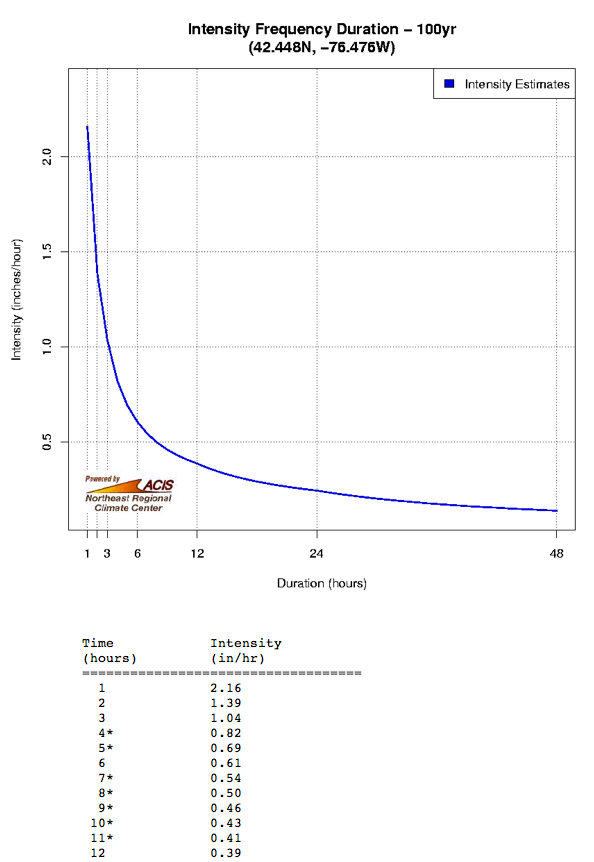 Intensity Frequency Duration − 100yr
(42.448N, −76.476W)
Intensity Estimates
2.0
1.5
1.0
0.5
Intensity (inches/hour)
Powered by ACIS
Northeast Regional
Climate Center
1 3 6 12 24 48
Duration (hours)
Time Intensity
(hours) (in/hr)
===================================
1 2.16
2 1.39
3 1.04
4* 0.82
5* 0.69
6 0.61
7* 0.54
8* 0.50
9* 0.46
10* 0.43
11* 0.41
12 0.39